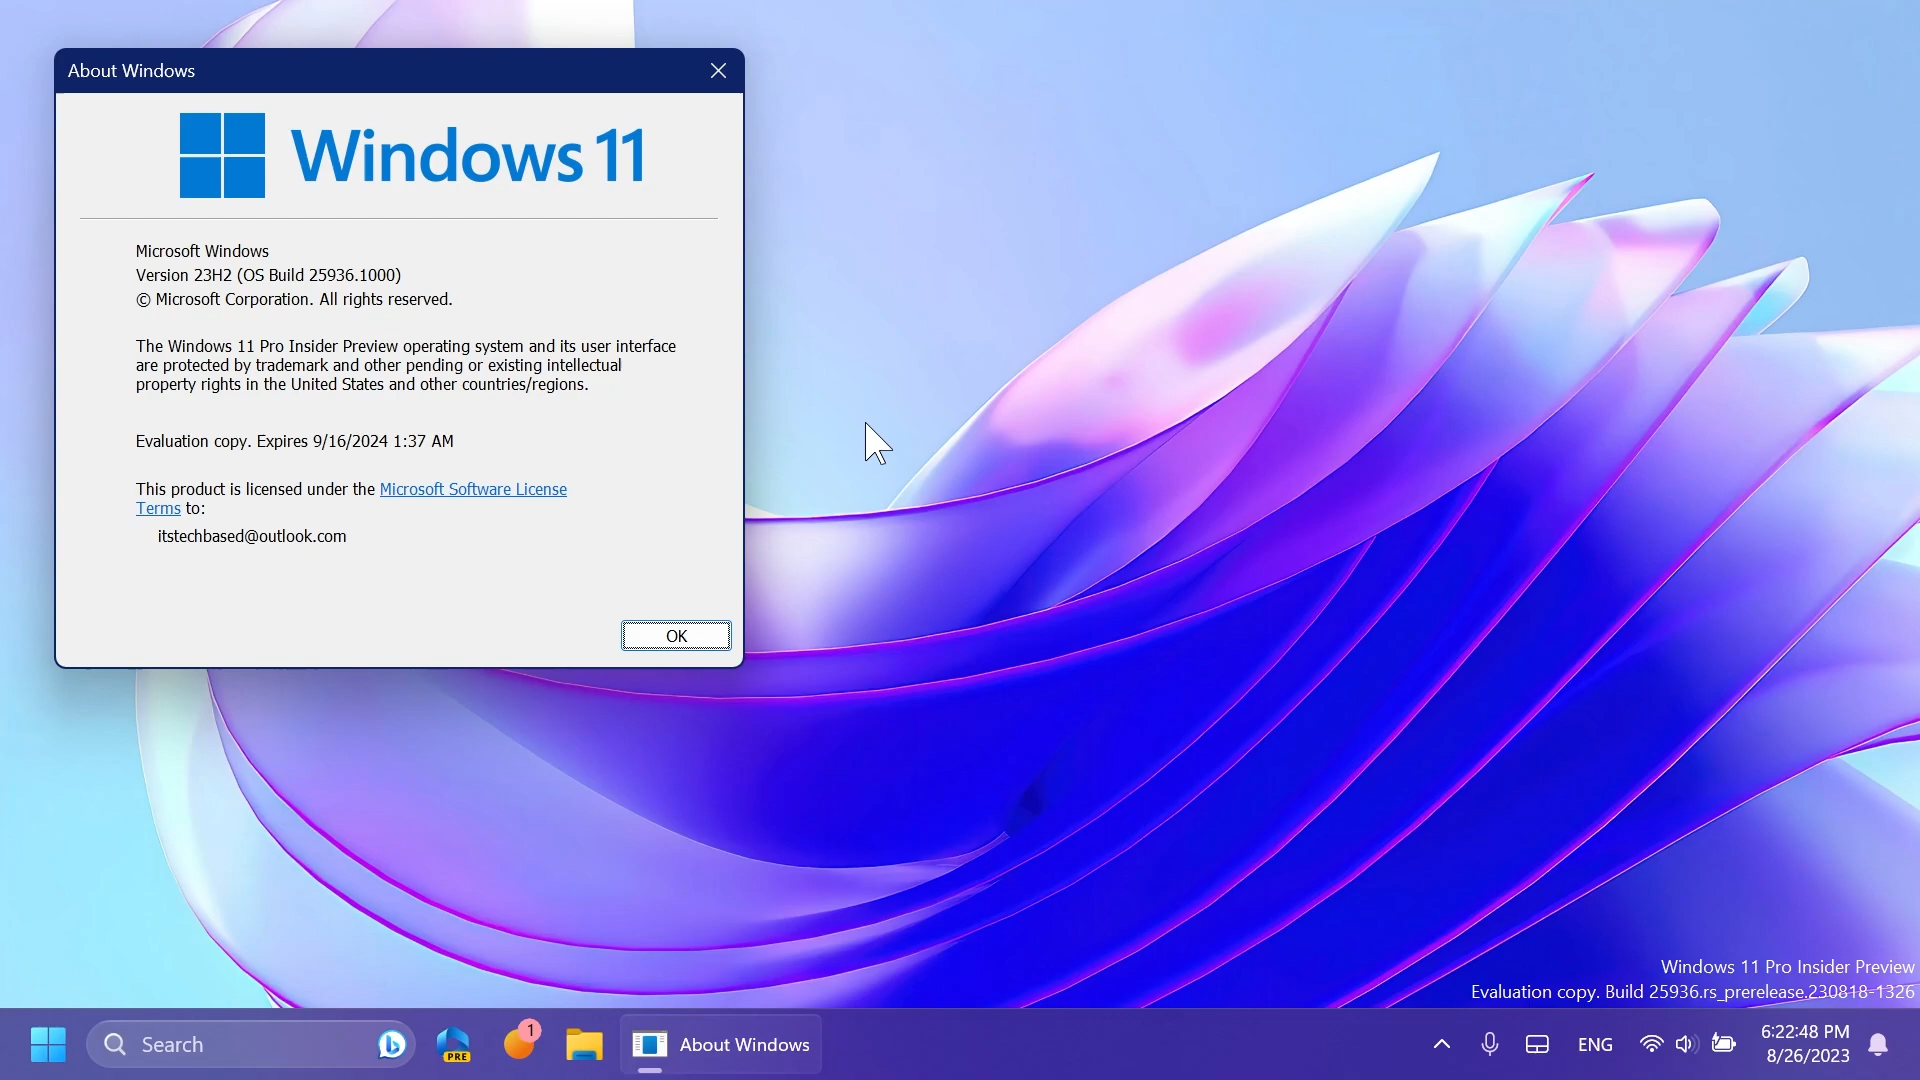 About Windows
Windows 11
Microsoft Windows
Version 23H2 (OS Build 25936.1000)
© Microsoft Corporation. All rights reserved.
The Windows 11 Pro Insider Preview operating system and its user interface
are protected by trademark and other pending or existing intellectual
property rights in the United States and other countries/regions.
Evaluation copy. Expires 9/16/2024 1:37 AM
This product is licensed under the Microsoft Software License
Terms to:
itstechbased@outlook.com
OK
Windows 11 Pro Insider Preview
Evaluation copy. Build 25936.rs_prerelease.230818-1326
Search
PRE
1
About Windows
ENG
6:22:48 PM
8/26/2023